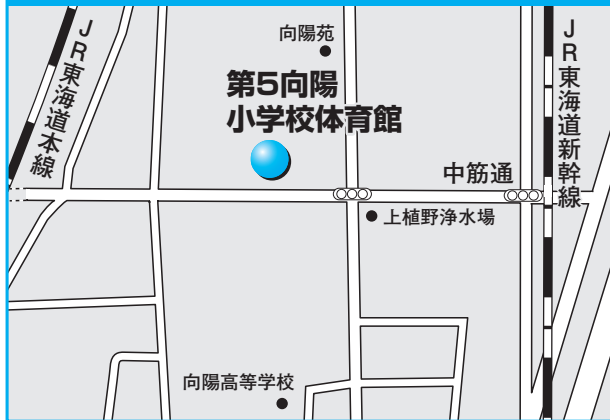 向陽苑
第5向陽
小学校体育館
JR東海道本線
JR東海道新幹線
中筋通
上植野浄水場
向陽高等学校